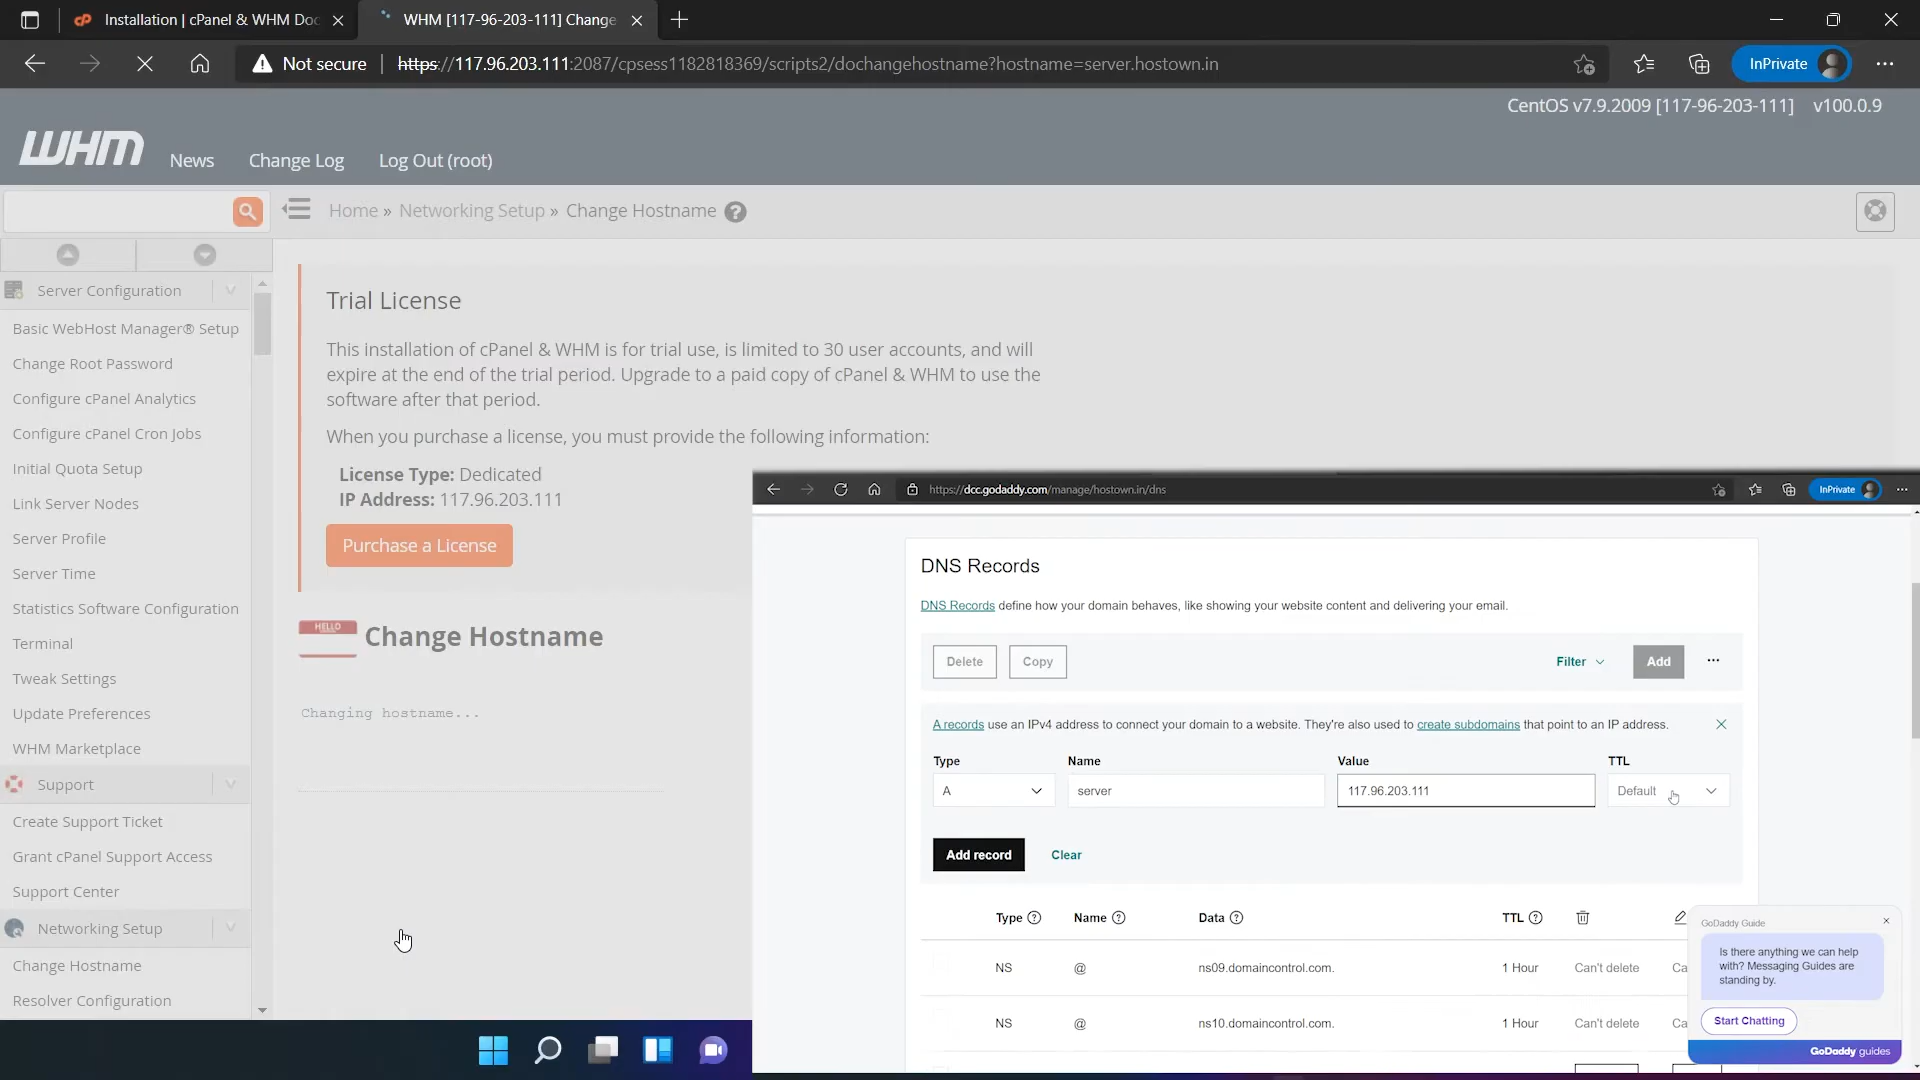 Installation | cPanel & WHM Doc
WHM [117-96-203-111] Change
Not secure
https://117.96.203.111:2087/cpsess1182818369/scripts2/dochangehostname?hostname=server.hostown.in
InPrivate
CentOS v7.9.2009 [117-96-203-111] v100.0.9
WHM
News
Change Log
Log Out (root)
Home » Networking Setup » Change Hostname
Server Configuration
Basic WebHost Manager® Setup
Change Root Password
Configure cPanel Analytics
Configure cPanel Cron Jobs
Initial Quota Setup
Link Server Nodes
Server Profile
Server Time
Statistics Software Configuration
Terminal
Tweak Settings
Update Preferences
WHM Marketplace
Support
Create Support Ticket
Grant cPanel Support Access
Support Center
Networking Setup
Change Hostname
Resolver Configuration
Trial License
This installation of cPanel & WHM is for trial use, is limited to 30 user accounts, and will
expire at the end of the trial period. Upgrade to a paid copy of cPanel & WHM to use the
software after that period.
When you purchase a license, you must provide the following information:
License Type: Dedicated
IP Address: 117.96.203.111
Purchase a License
HELLO
Change Hostname
Changing hostname...
https://dcc.godaddy.com/manage/hostown.in/dns
InPrivate
DNS Records
DNS Records define how your domain behaves, like showing your website content and delivering your email.
Delete
Copy
Filter
Add
A records use an IPv4 address to connect your domain to a website. They're also used to create subdomains that point to an IP address.
Type Name Value TTL
A server 117.96.203.111 Default
Add record
Clear
Type Name Data TTL
NS @ ns09.domaincontrol.com. 1 Hour Can't delete Ca
NS @ ns10.domaincontrol.com. 1 Hour Can't delete Ca
GoDaddy Guide
Is there anything we can help
with? Messaging Guides are
standing by.
Start Chatting
GoDaddy guides